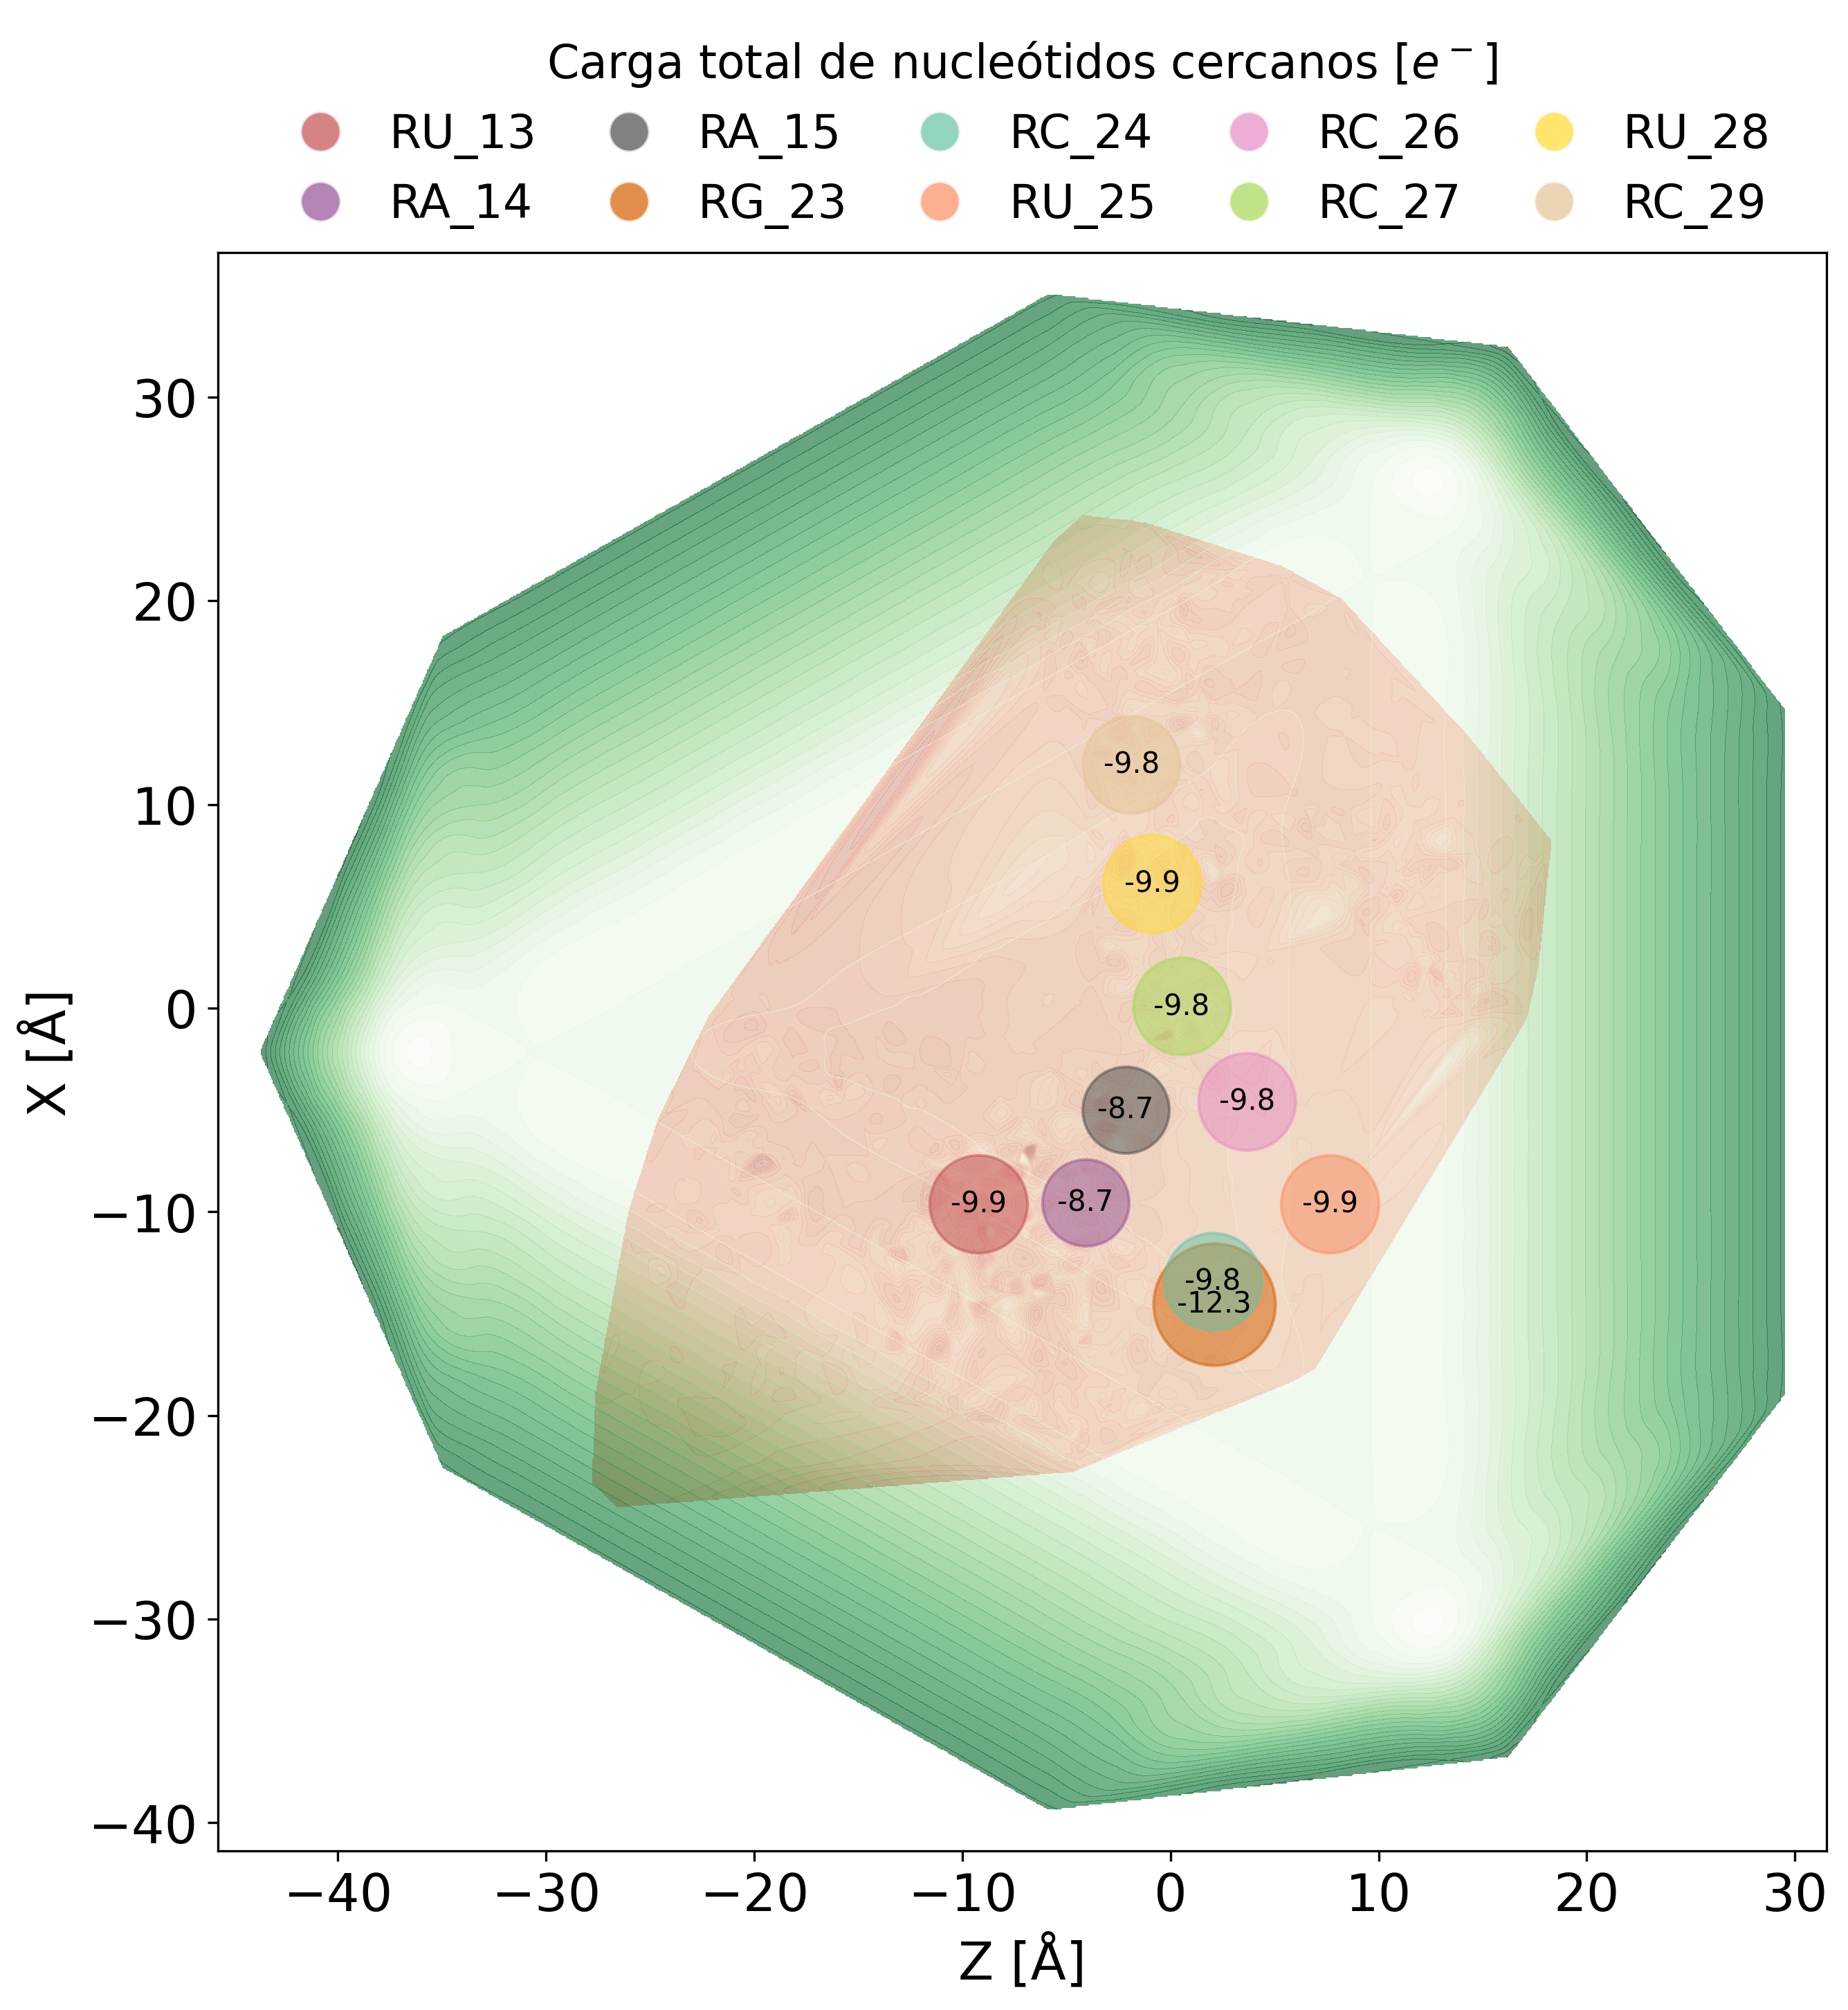 Carga total de nucleótidos cercanos [e⁻]
RU_13 RA_15 RC_24 RC_26 RU_28
RA_14 RG_23 RU_25 RC_27 RC_29
30
20
10
0
−10
−20
−30
−40
X [Å]
-9.8
-9.9
-9.8
-8.7 -9.8
-9.9 -8.7 -9.9
-9.8
-12.3
−40 −30 −20 −10 0 10 20 30
Z [Å]